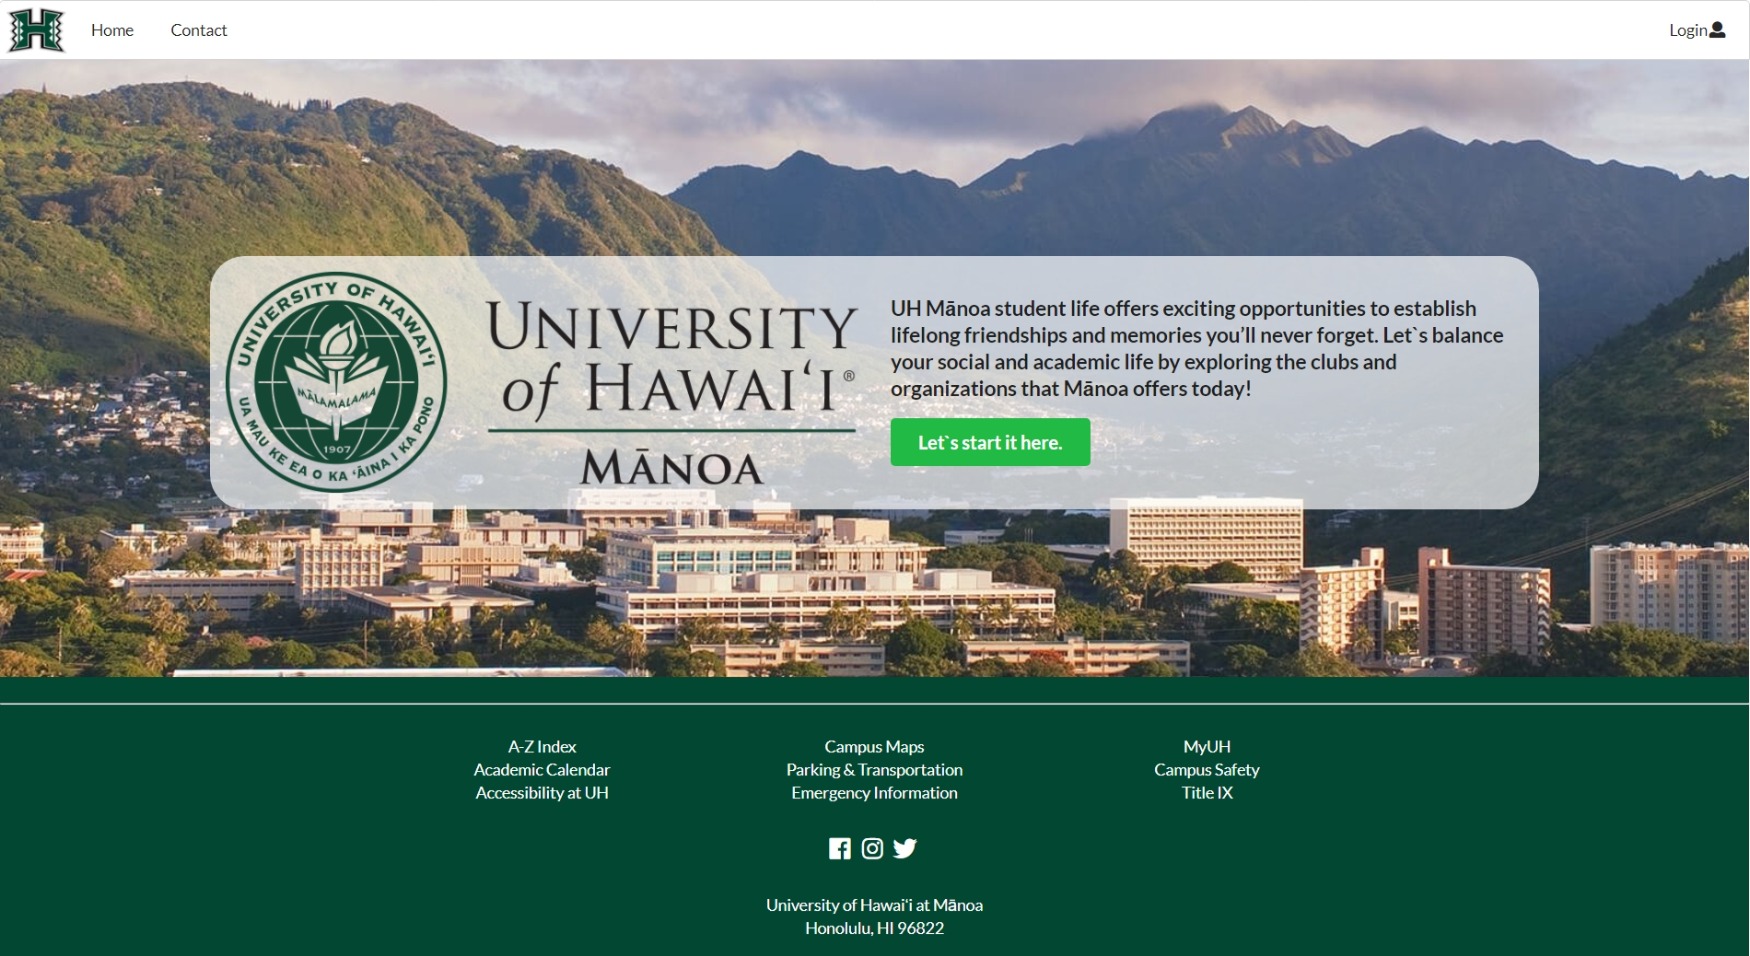 H
Home
Contact
Login
UNIVERSITY OF HAWAIʻI
MĀLAMALAMA
1907
UA MAU KE EA O KA ʻĀINA I KA PONO
UNIVERSITY
of HAWAIʻI®
MĀNOA
UH Mānoa student life offers exciting opportunities to establish
lifelong friendships and memories you’ll never forget. Let`s balance
your social and academic life by exploring the clubs and
organizations that Mānoa offers today!
Let`s start it here.
A-Z Index
Academic Calendar
Accessibility at UH
Campus Maps
Parking & Transportation
Emergency Information
MyUH
Campus Safety
Title IX
University of Hawaiʻi at Mānoa
Honolulu, HI 96822